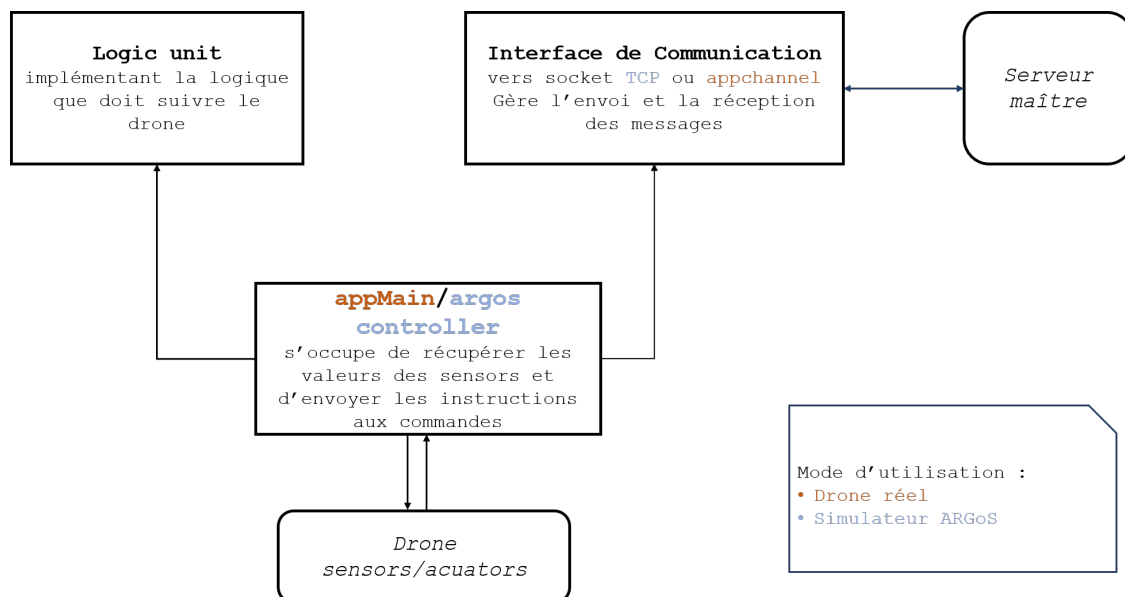 Logic unit
implémentant la logique
que doit suivre le
drone
Interface de Communication
vers socket TCP ou appchannel
Gère l’envoi et la réception
des messages
Serveur
maître
appMain/argos
controller
s’occupe de récupérer les
valeurs des sensors et
d’envoyer les instructions
aux commandes
Drone
sensors/acuators
Mode d’utilisation :
• Drone réel
• Simulateur ARGoS